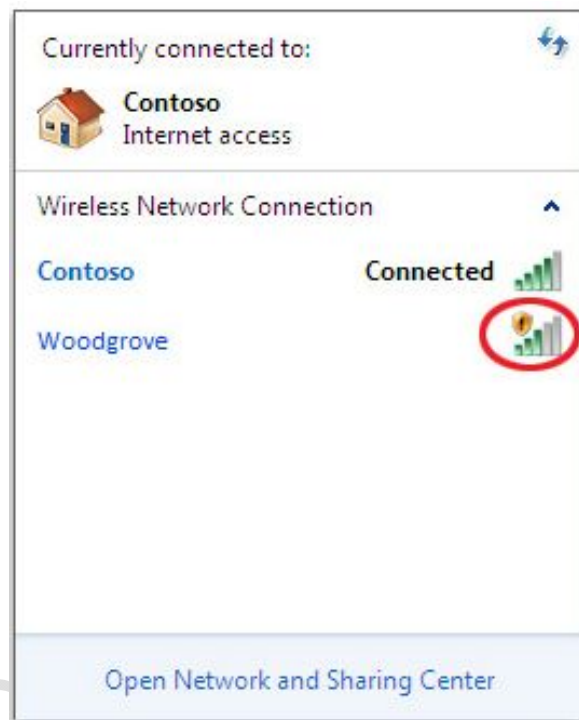 Currently connected to:
Contoso
Internet access
Wireless Network Connection
Contoso Connected
Woodgrove
Open Network and Sharing Center